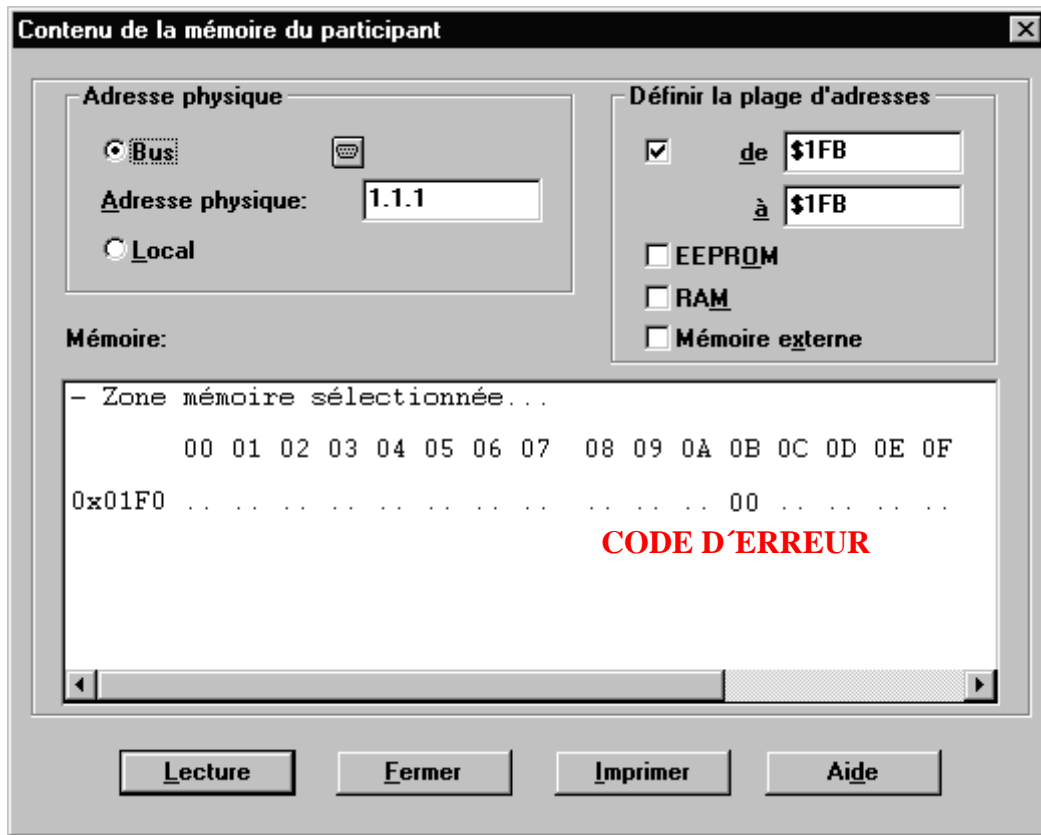 Contenu de la mémoire du participant
Adresse physique
Bus
Adresse physique: 1.1.1
Local
Définir la plage d'adresses
de $1FB
à $1FB
EEPROM
RAM
Mémoire externe
Mémoire:
- Zone mémoire sélectionnée...
00 01 02 03 04 05 06 07 08 09 0A 0B 0C 0D 0E 0F
0x01F0 .. .. .. .. .. .. .. .. .. .. .. 00 .. .. .. ..
CODE D´ERREUR
Lecture Fermer Imprimer Aide